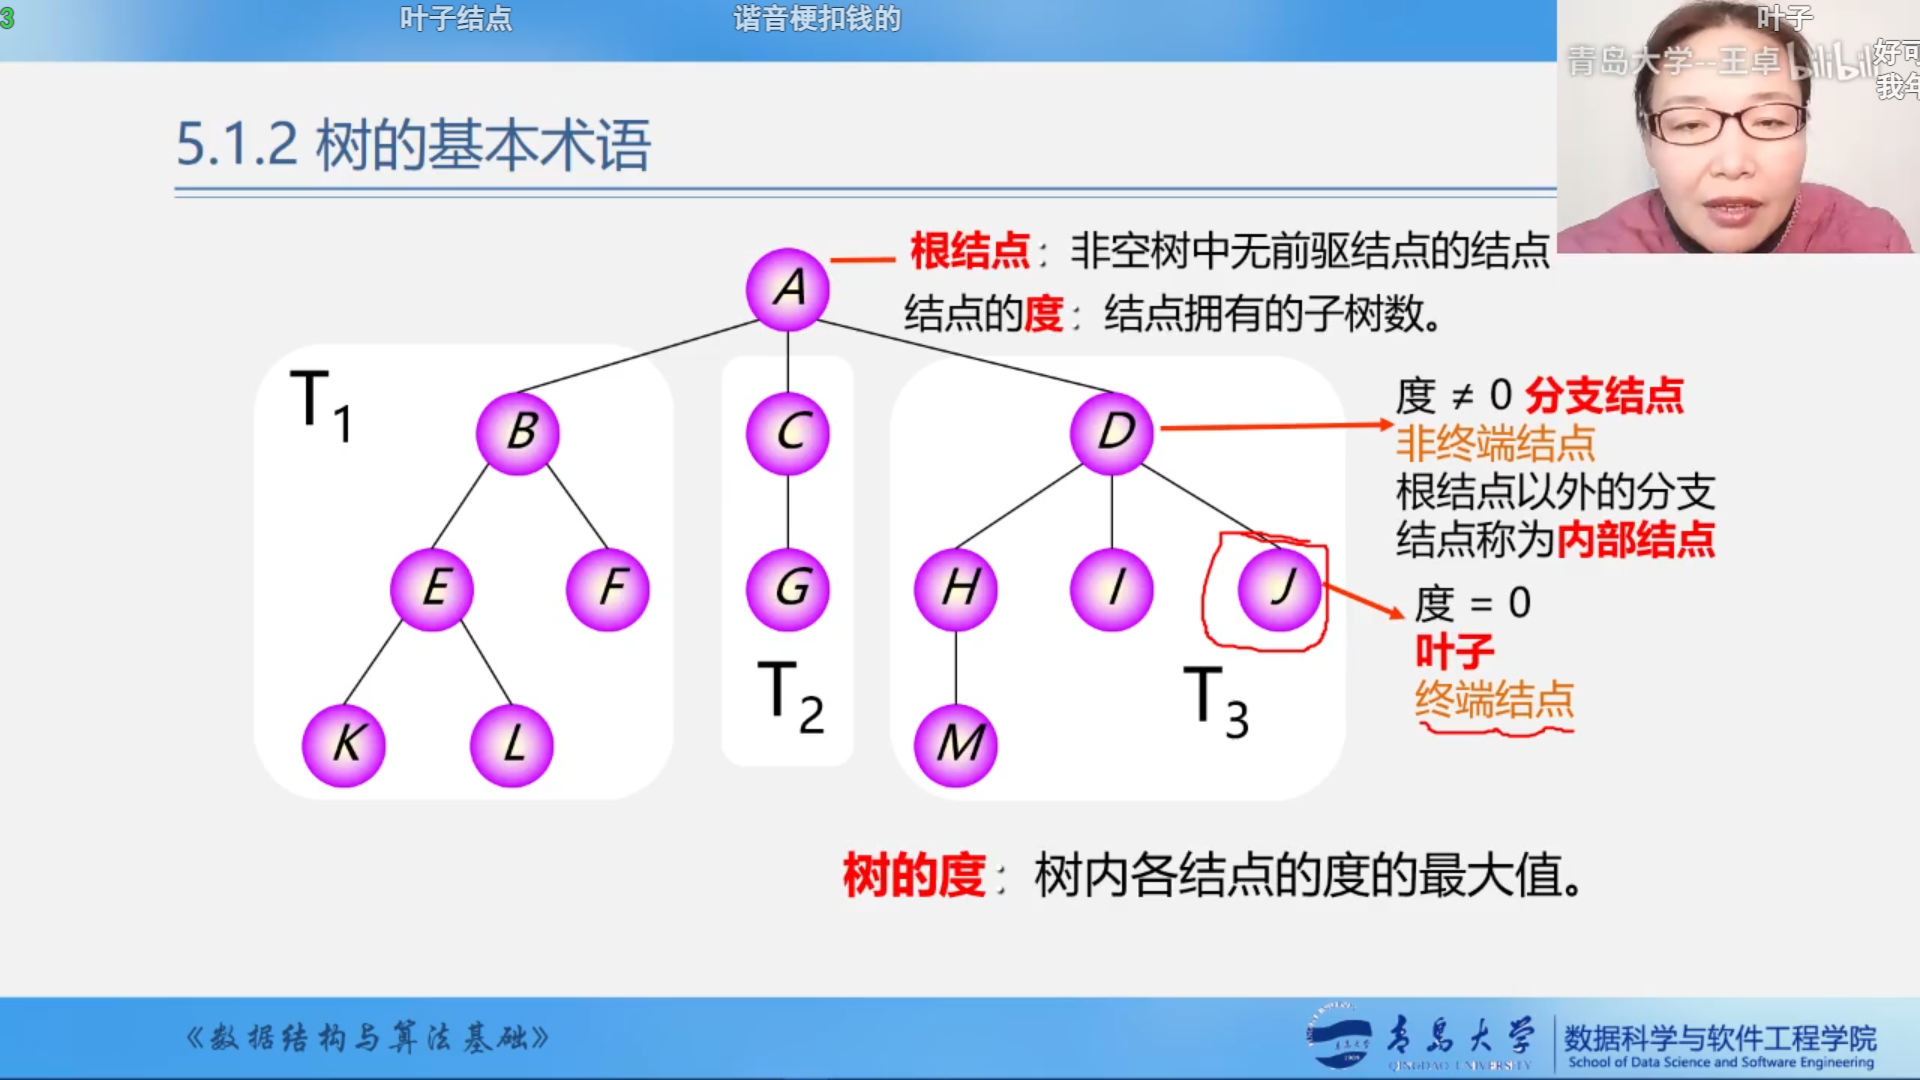 3
叶子结点
谐音梗扣钱的
叶子
青岛大学--王卓 bilibili
好可
我年
5.1.2 树的基本术语
根结点：非空树中无前驱结点的结点
结点的度：结点拥有的子树数。
A
T1
B
C
D
度 ≠ 0 分支结点
非终端结点
根结点以外的分支
结点称为内部结点
E
F
G
H
I
J
度 = 0
叶子
终端结点
T2
T3
K
L
M
树的度：树内各结点的度的最大值。
《数据结构与算法基础》
青岛大学
QINGDAO UNIVERSITY
数据科学与软件工程学院
School of Data Science and Software Engineering